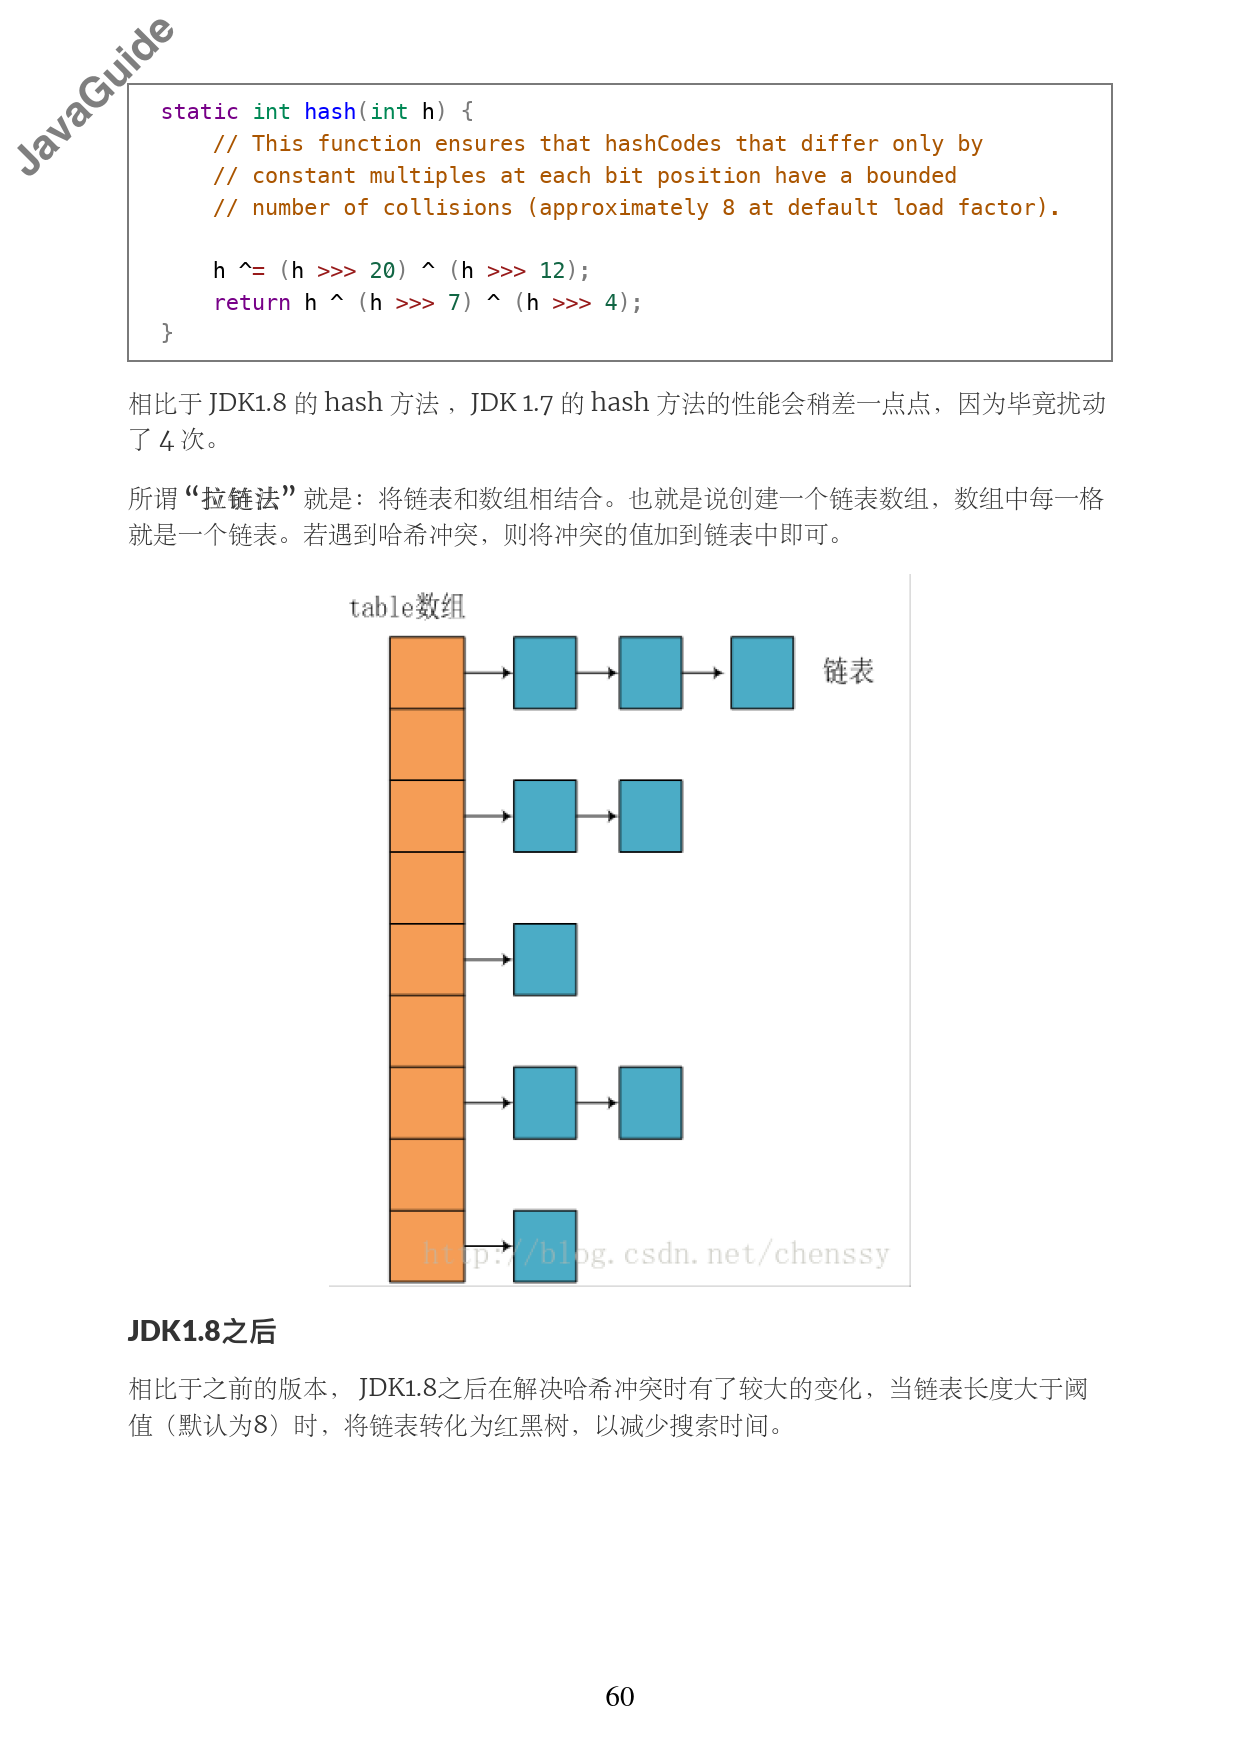 JavaGuide
static int hash(int h) {
// This function ensures that hashCodes that differ only by
// constant multiples at each bit position have a bounded
// number of collisions (approximately 8 at default load factor).
h ^= (h >>> 20) ^ (h >>> 12);
return h ^ (h >>> 7) ^ (h >>> 4);
}
相比于 JDK1.8 的 hash 方法 ，JDK 1.7 的 hash 方法的性能会稍差一点点，因为毕竟扰动
了 4 次。
所谓 “拉链法” 就是：将链表和数组相结合。也就是说创建一个链表数组，数组中每一格
就是一个链表。若遇到哈希冲突，则将冲突的值加到链表中即可。
table数组
链表
http://blog.csdn.net/chenssy
JDK1.8之后
相比于之前的版本， JDK1.8之后在解决哈希冲突时有了较大的变化，当链表长度大于阈
值（默认为8）时，将链表转化为红黑树，以减少搜索时间。
60